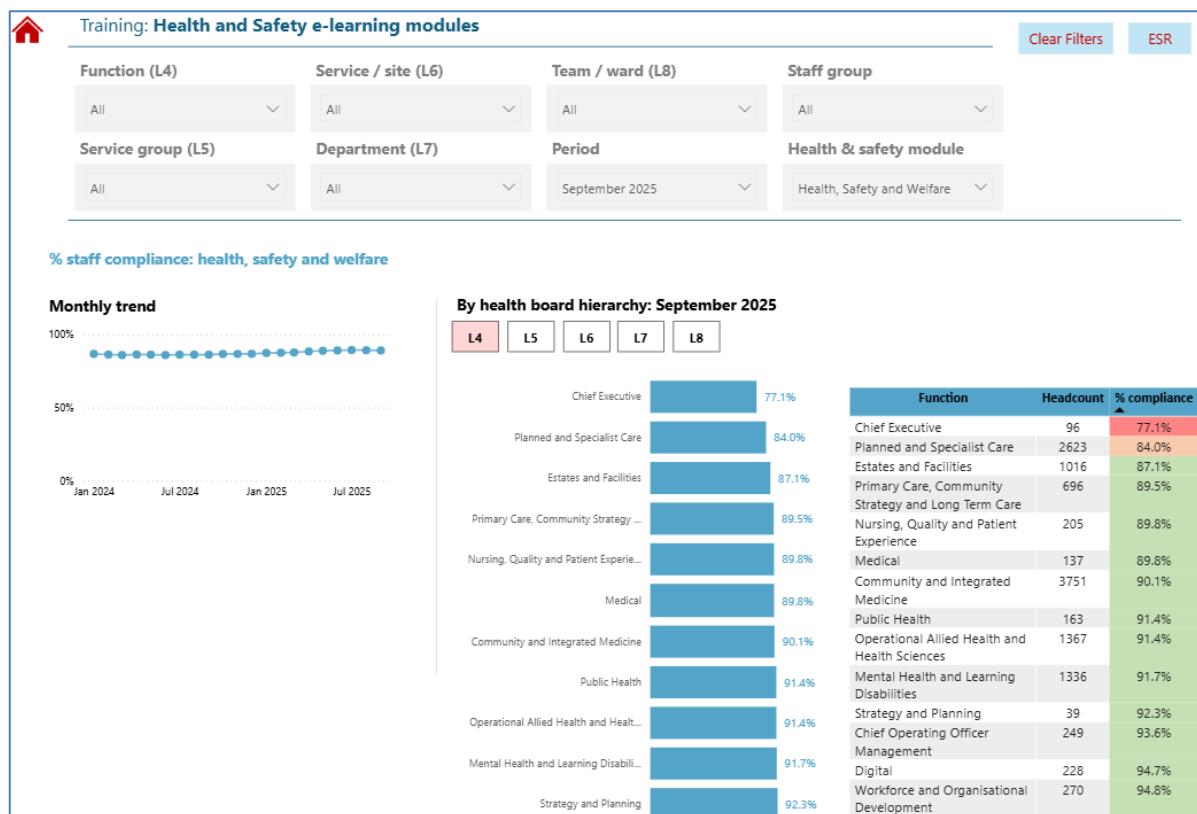 Training: Health and Safety e-learning modules
Clear Filters
ESR
Function (L4)
Service / site (L6)
Team / ward (L8)
Staff group
All
All
All
All
Service group (L5)
Department (L7)
Period
Health & safety module
All
All
September 2025
Health, Safety and Welfare
% staff compliance: health, safety and welfare
Monthly trend
100%
50%
0%
Jan 2024
Jul 2024
Jan 2025
Jul 2025
By health board hierarchy: September 2025
L4
L5
L6
L7
L8
Chief Executive 77.1%
Planned and Specialist Care 84.0%
Estates and Facilities 87.1%
Primary Care, Community Strategy ... 89.5%
Nursing, Quality and Patient Experie... 89.8%
Medical 89.8%
Community and Integrated Medicine 90.1%
Public Health 91.4%
Operational Allied Health and Healt... 91.4%
Mental Health and Learning Disabili... 91.7%
Strategy and Planning 92.3%
Function Headcount % compliance
Chief Executive 96 77.1%
Planned and Specialist Care 2623 84.0%
Estates and Facilities 1016 87.1%
Primary Care, Community 696 89.5%
Strategy and Long Term Care
Nursing, Quality and Patient 205 89.8%
Experience
Medical 137 89.8%
Community and Integrated 3751 90.1%
Medicine
Public Health 163 91.4%
Operational Allied Health and 1367 91.4%
Health Sciences
Mental Health and Learning 1336 91.7%
Disabilities
Strategy and Planning 39 92.3%
Chief Operating Officer 249 93.6%
Management
Digital 228 94.7%
Workforce and Organisational 270 94.8%
Development